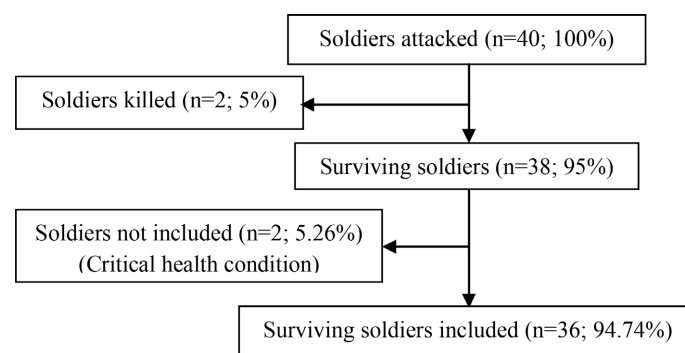 Soldiers attacked (n=40; 100%)
Soldiers killed (n=2; 5%)
Surviving soldiers (n=38; 95%)
Soldiers not included (n=2; 5.26%)
(Critical health condition)
Surviving soldiers included (n=36; 94.74%)